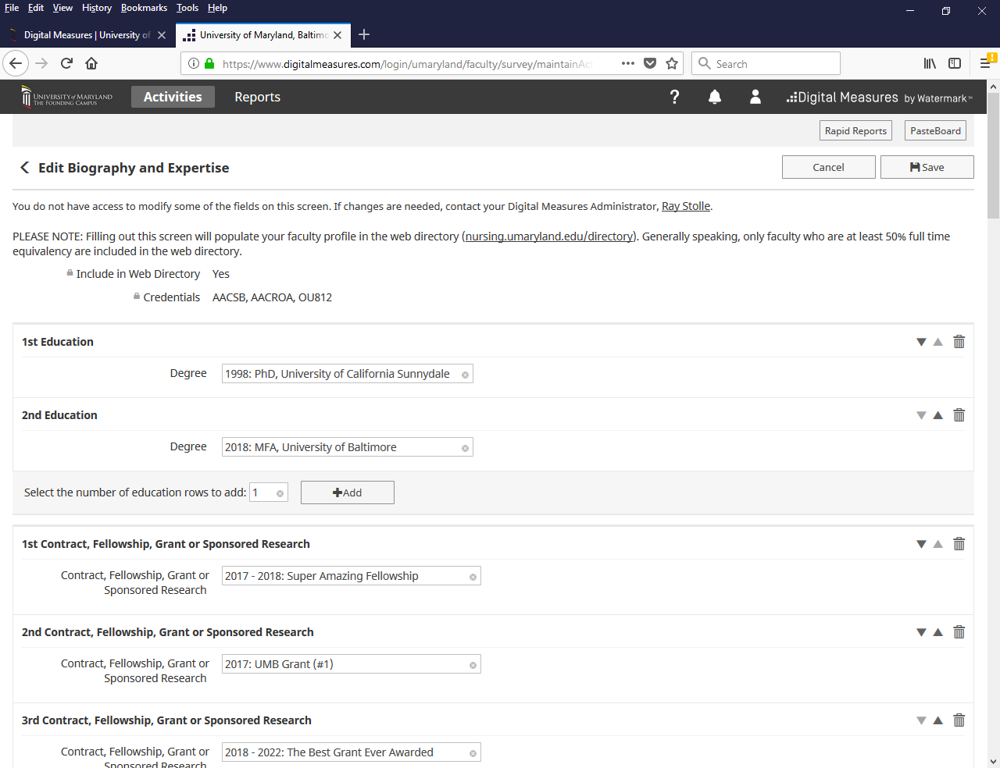 File Edit View History Bookmarks Tools Help
Digital Measures | University of
University of Maryland, Baltimo
https://www.digitalmeasures.com/login/umaryland/faculty/survey/maintainAc
Search
UNIVERSITY of MARYLAND
THE FOUNDING CAMPUS
Activities
Reports
Digital Measures by Watermark™
Rapid Reports
PasteBoard
Edit Biography and Expertise
Cancel
Save
You do not have access to modify some of the fields on this screen. If changes are needed, contact your Digital Measures Administrator, Ray Stolle.
PLEASE NOTE: Filling out this screen will populate your faculty profile in the web directory (nursing.umaryland.edu/directory). Generally speaking, only faculty who are at least 50% full time
equivalency are included in the web directory.
Include in Web Directory Yes
Credentials AACSB, AACROA, OU812
1st Education
Degree 1998: PhD, University of California Sunnydale
2nd Education
Degree 2018: MFA, University of Baltimore
Select the number of education rows to add: 1 Add
1st Contract, Fellowship, Grant or Sponsored Research
Contract, Fellowship, Grant or 2017 - 2018: Super Amazing Fellowship
Sponsored Research
2nd Contract, Fellowship, Grant or Sponsored Research
Contract, Fellowship, Grant or 2017: UMB Grant (#1)
Sponsored Research
3rd Contract, Fellowship, Grant or Sponsored Research
Contract, Fellowship, Grant or 2018 - 2022: The Best Grant Ever Awarded
Sponsored Research